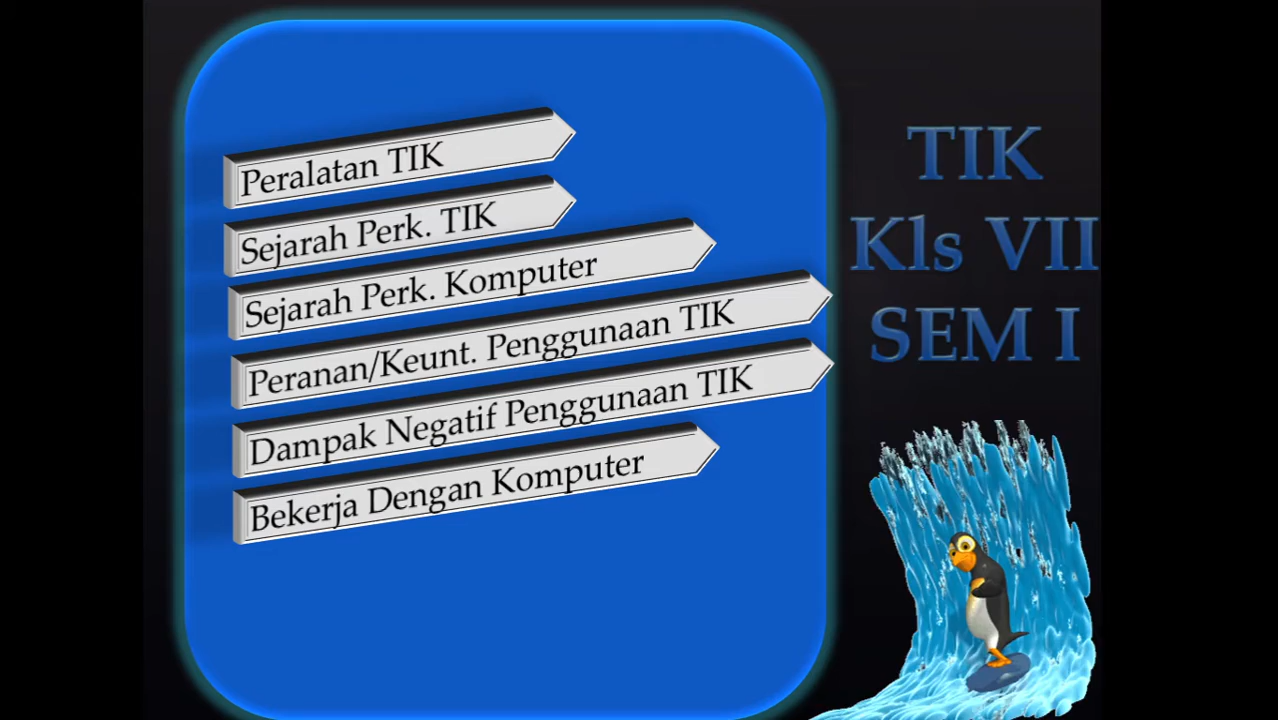 Peralatan TIK
Sejarah Perk. TIK
Sejarah Perk. Komputer
Peranan/Keunt. Penggunaan TIK
Dampak Negatif Penggunaan TIK
Bekerja Dengan Komputer
TIK
Kls VII
SEM I